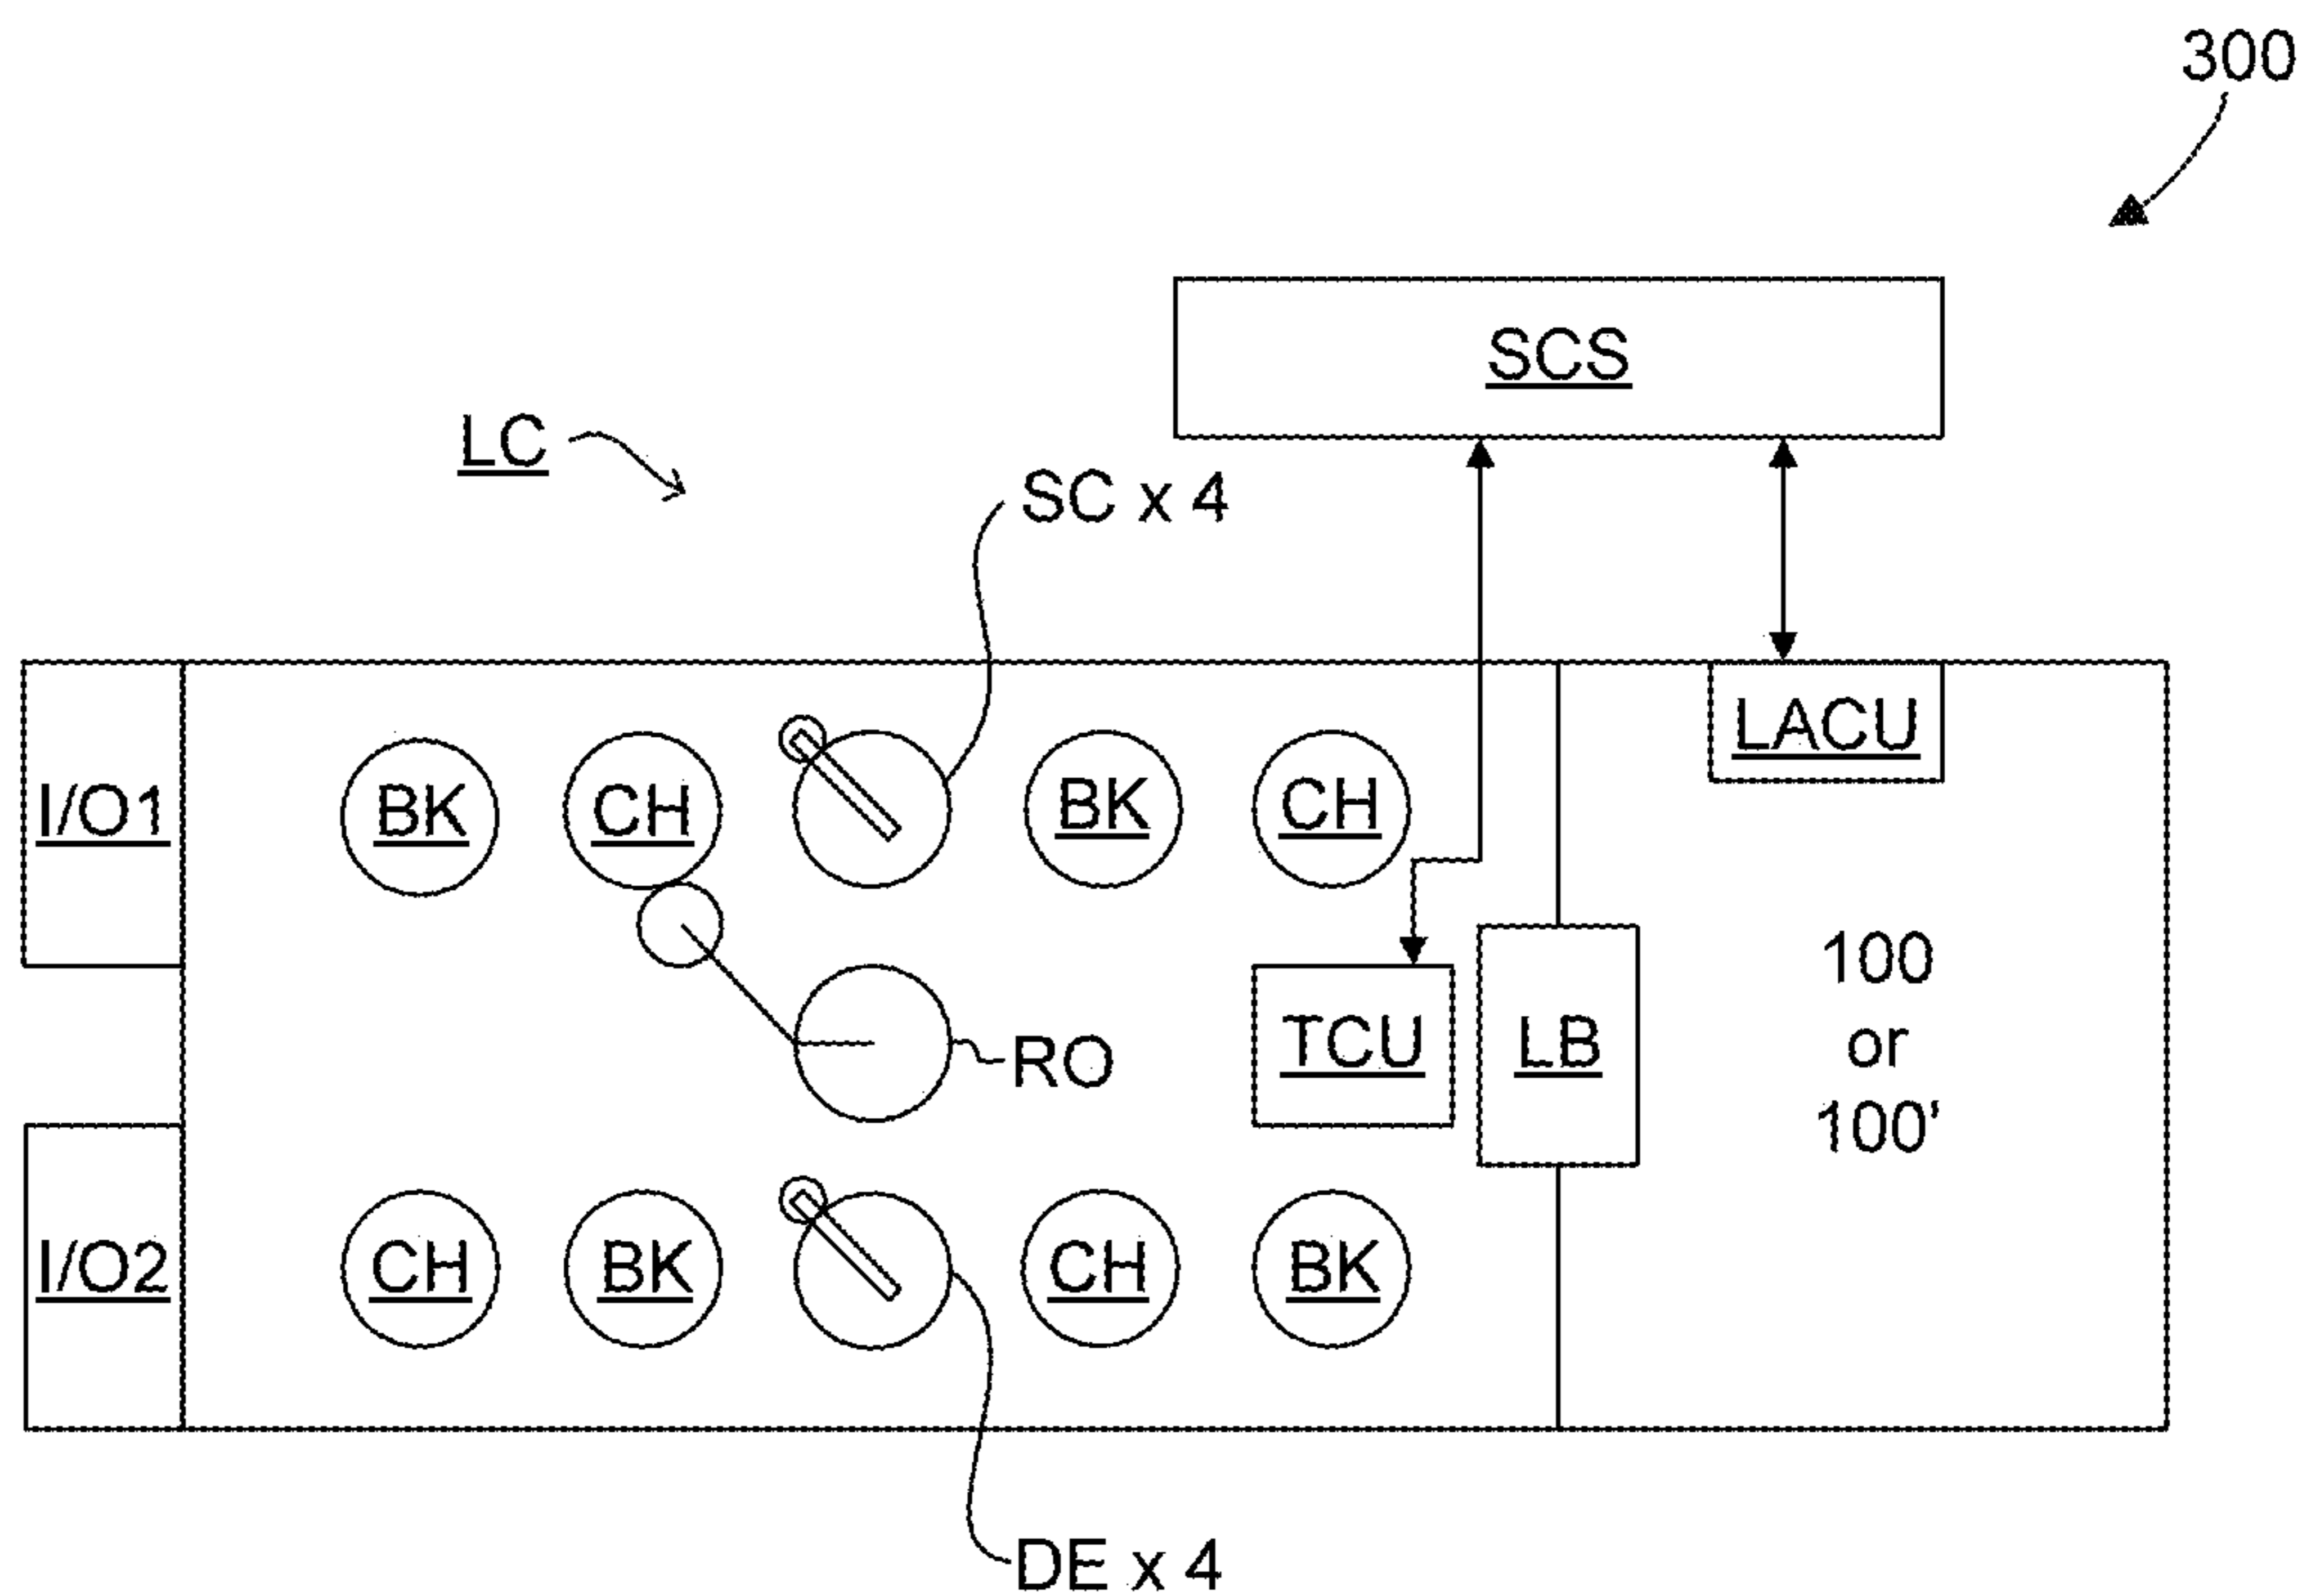 300
SCS
LC
SC x 4
LACU
I/O1
BK
CH
BK
CH
100
or
100'
TCU
LB
RO
I/O2
CH
BK
CH
BK
DE x 4